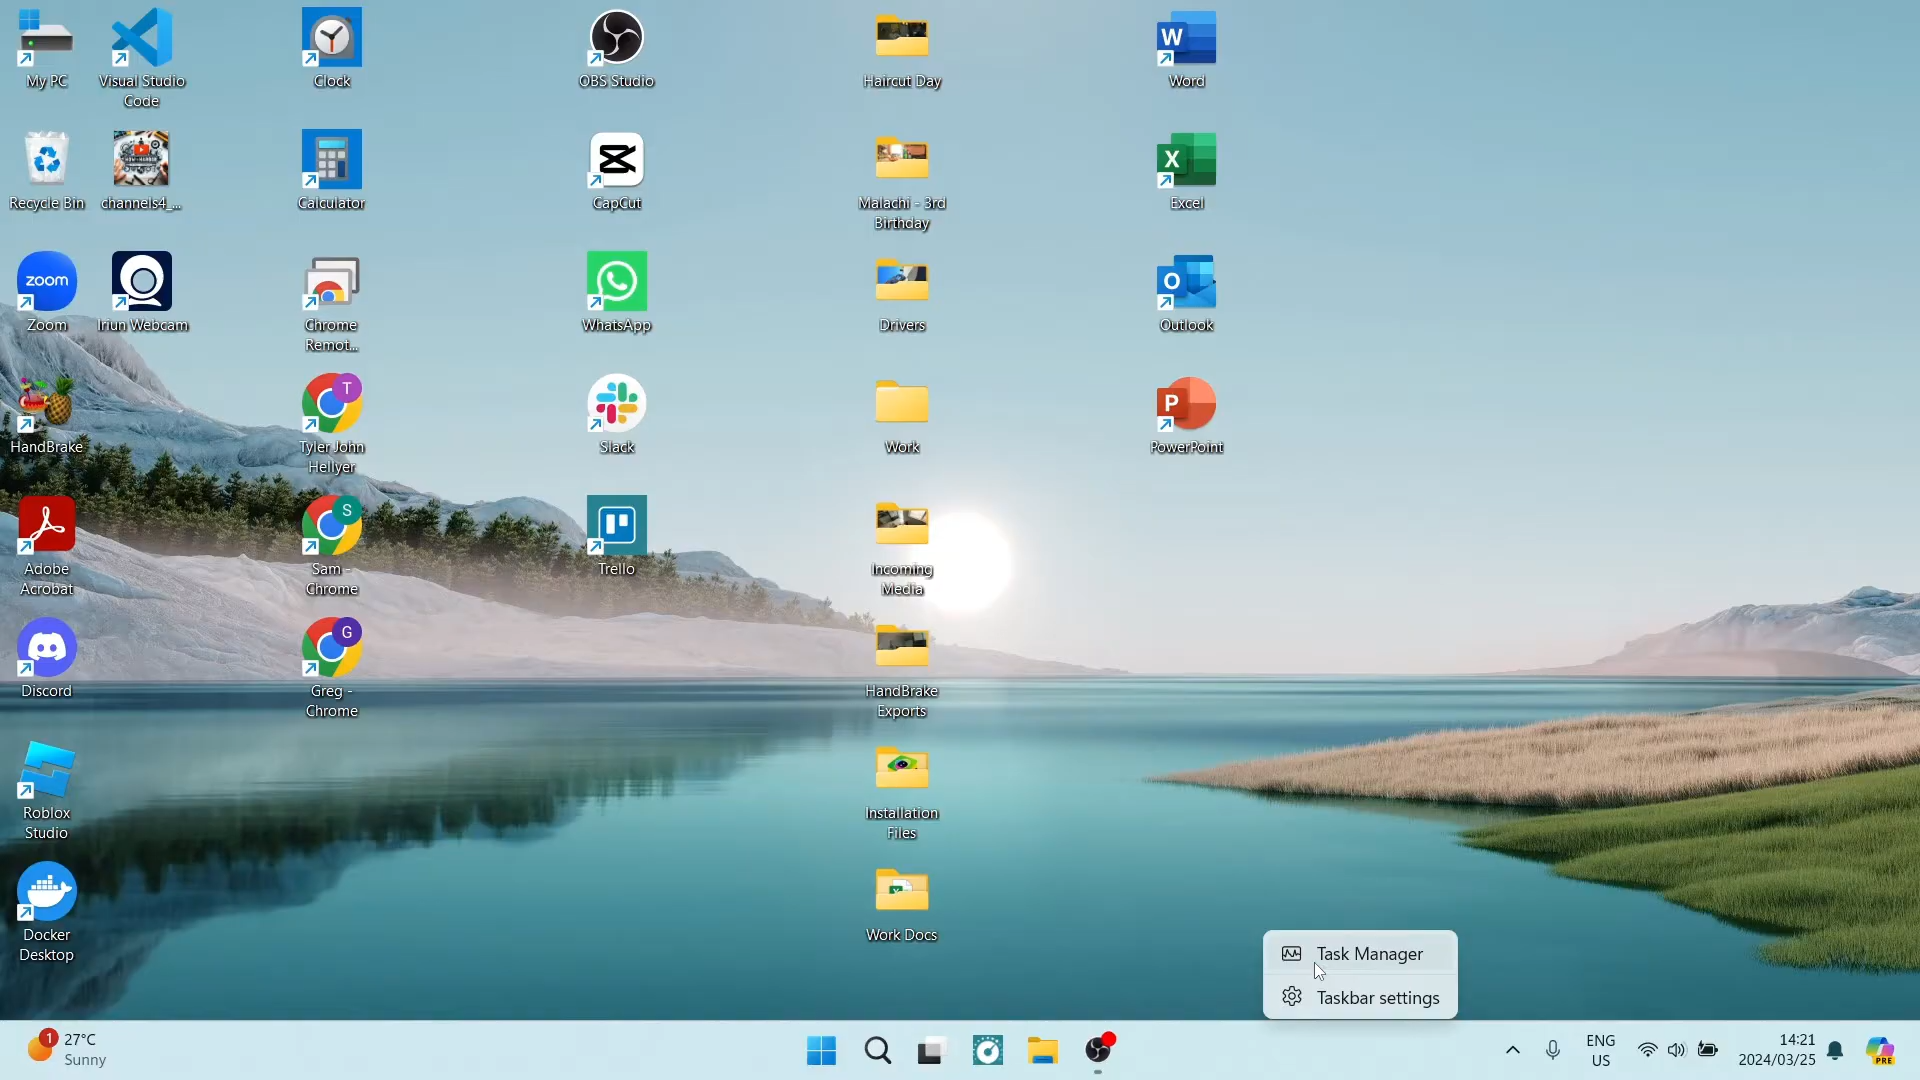 My PC
Visual Studio
Code
Clock
OBS Studio
Haircut Day
W
Word
Recycle Bin
channels4_...
Calculator
CapCut
Malachi - 3rd
Birthday
X
Excel
zoom
Zoom
Iriun Webcam
Chrome
Remot...
WhatsApp
Drivers
O
Outlook
HandBrake
T
Tyler John
Hellyer
Slack
Work
P
PowerPoint
Adobe
Acrobat
S
Sam -
Chrome
Trello
Incoming
Media
Discord
G
Greg -
Chrome
HandBrake
Exports
Roblox
Studio
Installation
Files
Docker
Desktop
Work Docs
Task Manager
Taskbar settings
1
27°C
Sunny
ENG
US
14:21
2024/03/25
PRE